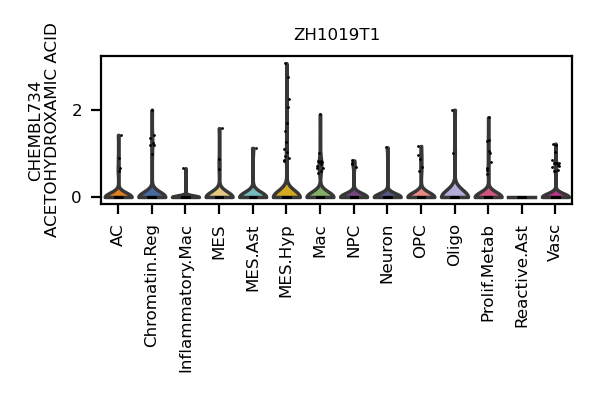 ZH1019T1
CHEMBL734
ACETOHYDROXAMIC ACID
2
0
AC
Chromatin.Reg
Inflammatory.Mac
MES
MES.Ast
MES.Hyp
Mac
NPC
Neuron
OPC
Oligo
Prolif.Metab
Reactive.Ast
Vasc